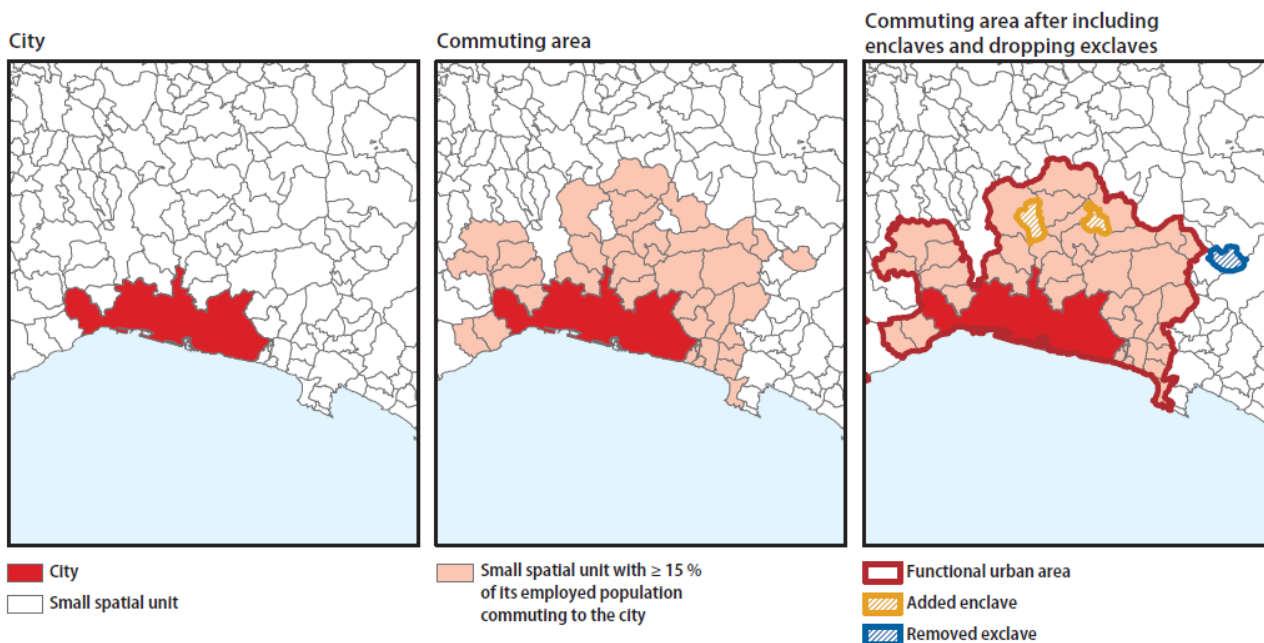 City
Commuting area
Commuting area after including
enclaves and dropping exclaves
City
Small spatial unit
Small spatial unit with ≥ 15 %
of its employed population
commuting to the city
Functional urban area
Added enclave
Removed exclave